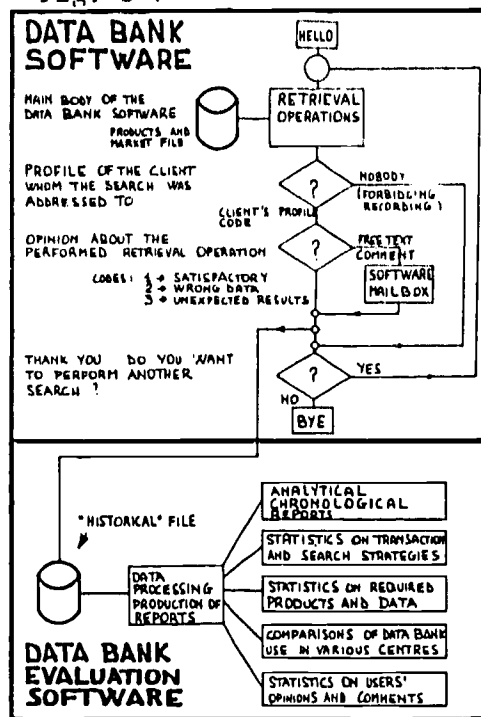 DATA BANK
SOFTWARE
HELLO
MAIN BODY OF THE
DATA BANK SOFTWARE
PRODUCTS AND
MARKET FILE
RETRIEVAL
OPERATIONS
PROFILE OF THE CLIENT
WHOM THE SEARCH WAS
ADDRESSED TO
?
NOBODY
(FORBIDDING
RECORDING)
CLIENT'S PROFILE
CODE
OPINION ABOUT THE
PERFORMED RETRIEVAL OPERATION
?
FREE TEXT
COMMENT
SOFTWARE
MAILBOX
CODES: 1 → SATISFACTORY
2 → WRONG DATA
3 → UNEXPECTED RESULTS
THANK YOU DO YOU WANT
TO PERFORM ANOTHER
SEARCH ?
?
YES
NO
BYE
"HISTORICAL" FILE
DATA
PROCESSING
PRODUCTION OF
REPORTS
ANALYTICAL
CHRONOLOGICAL
REPORTS
STATISTICS ON TRANSACTION
AND SEARCH STRATEGIES
STATISTICS ON REQUIRED
PRODUCTS AND DATA
COMPARISONS OF DATA BANK
USE IN VARIOUS CENTRES
STATISTICS ON USERS'
OPINIONS AND COMMENTS
DATA BANK
EVALUATION
SOFTWARE